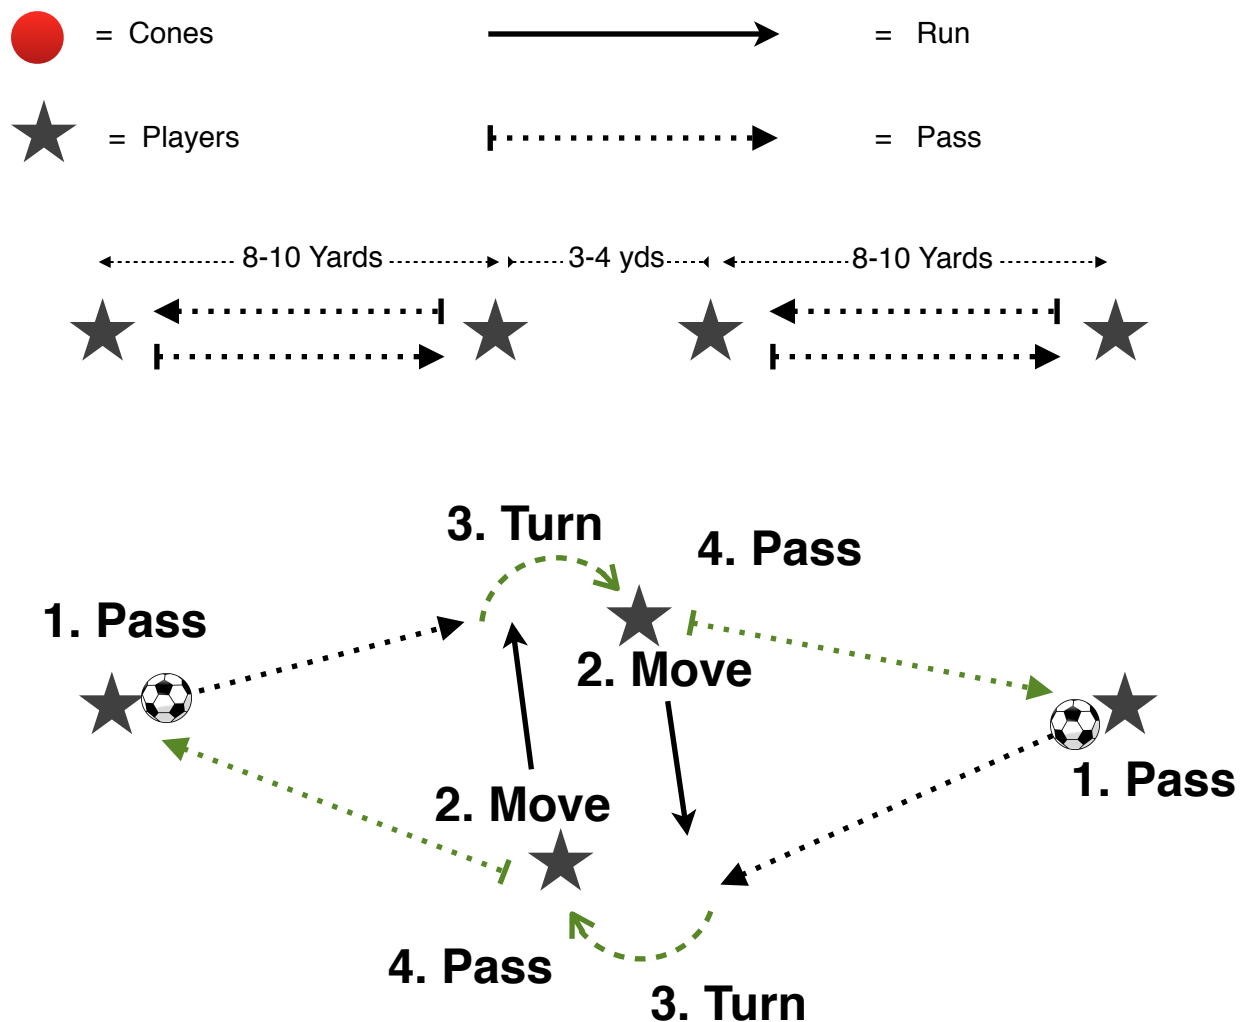 = Cones
= Run
= Players
= Pass
8-10 Yards
3-4 yds
8-10 Yards
3. Turn
4. Pass
1. Pass
2. Move
1. Pass
2. Move
4. Pass
3. Turn